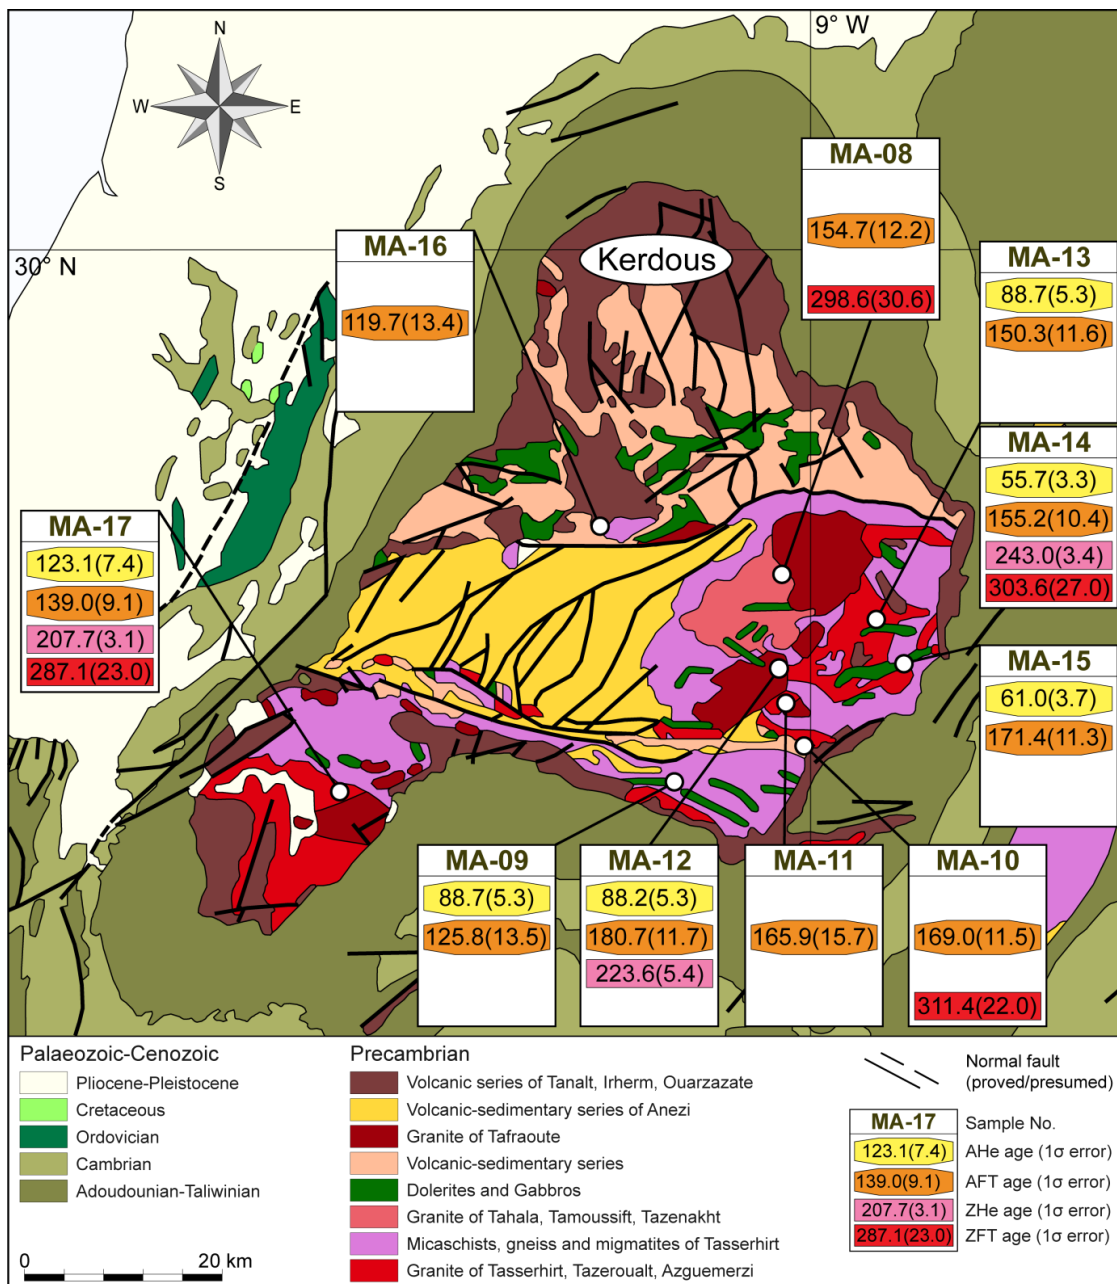 9° W
N
W
E
S
30° N
Kerdous
MA-08
154.7(12.2)
298.6(30.6)
MA-16
119.7(13.4)
MA-13
88.7(5.3)
150.3(11.6)
MA-14
55.7(3.3)
155.2(10.4)
243.0(3.4)
303.6(27.0)
MA-17
123.1(7.4)
139.0(9.1)
207.7(3.1)
287.1(23.0)
MA-15
61.0(3.7)
171.4(11.3)
MA-09
88.7(5.3)
125.8(13.5)
MA-12
88.2(5.3)
180.7(11.7)
223.6(5.4)
MA-11
165.9(15.7)
MA-10
169.0(11.5)
311.4(22.0)
Palaeozoic-Cenozoic
Pliocene-Pleistocene
Cretaceous
Ordovician
Cambrian
Adoudounian-Taliwinian
0 20 km
Precambrian
Volcanic series of Tanalt, Irherm, Ouarzazate
Volcanic-sedimentary series of Anezi
Granite of Tafraoute
Volcanic-sedimentary series
Dolerites and Gabbros
Granite of Tahala, Tamoussift, Tazenakht
Micaschists, gneiss and migmatites of Tasserhirt
Granite of Tasserhirt, Tazeroualt, Azguemerzi
Normal fault
(proved/presumed)
MA-17 Sample No.
123.1(7.4) AHe age (1σ error)
139.0(9.1) AFT age (1σ error)
207.7(3.1) ZHe age (1σ error)
287.1(23.0) ZFT age (1σ error)